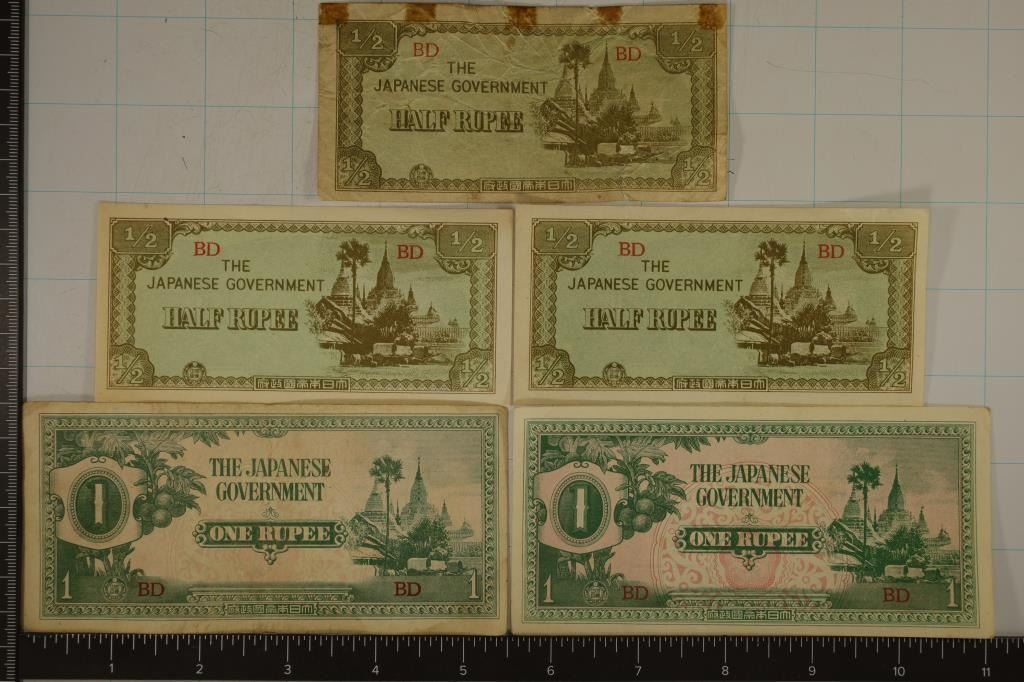 1/2 BD BD 1/2
THE
JAPANESE GOVERNMENT
HALF RUPEE
1/2 1/2
府政國帝本日大
1/2 BD BD 1/2
THE
JAPANESE GOVERNMENT
HALF RUPEE
1/2 1/2
府政國帝本日大
1/2 BD BD 1/2
THE
JAPANESE GOVERNMENT
HALF RUPEE
1/2 1/2
府政國帝本日大
THE JAPANESE
GOVERNMENT
1
ONE RUPEE
1 BD BD 1
府政國帝本日大
THE JAPANESE
GOVERNMENT
1
ONE RUPEE
1 BD BD 1
府政國帝本日大
1 2 3 4 5 6 7 8 9 10 11